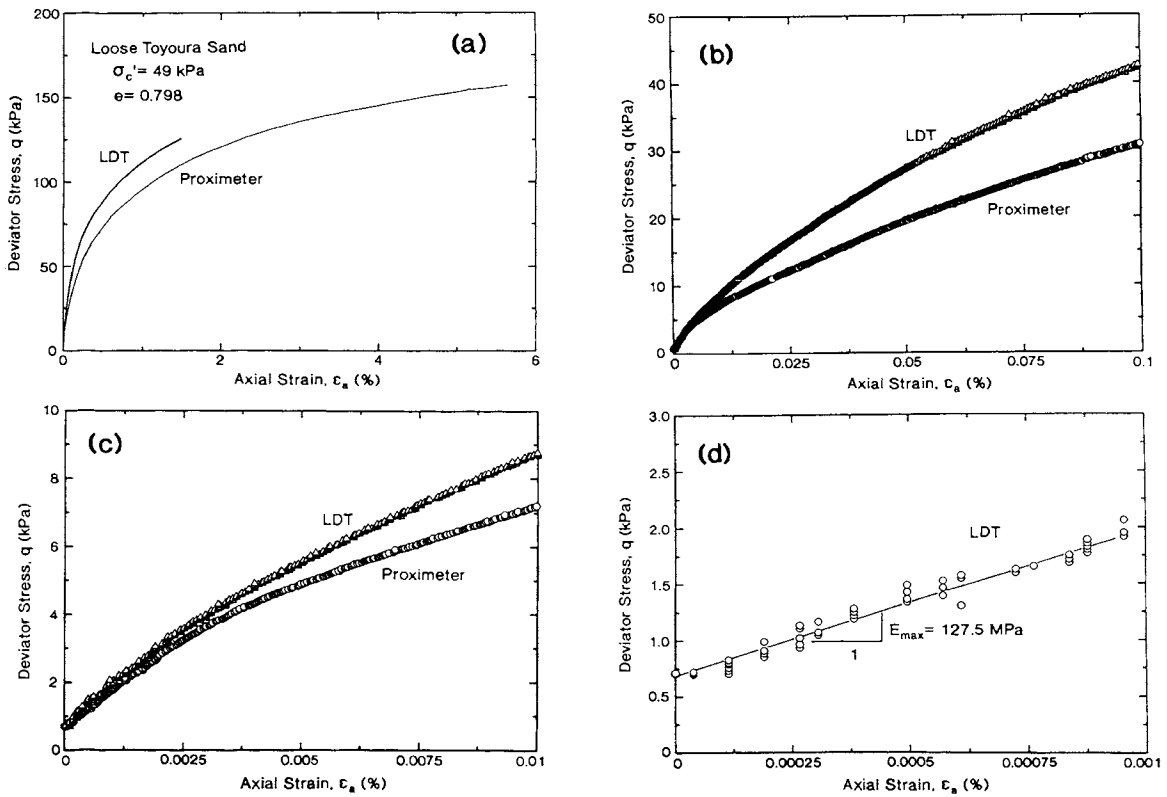 (a)
Loose Toyoura Sand
σc'= 49 kPa
e= 0.798
LDT
Proximeter
200
150
100
50
0
Deviator Stress, q (kPa)
0
2
4
6
Axial Strain, εa (%)
(b)
LDT
Proximeter
50
40
30
20
10
0
Deviator Stress, q (kPa)
0
0.025
0.05
0.075
0.1
Axial Strain, εa (%)
(c)
LDT
Proximeter
10
8
6
4
2
0
Deviator Stress, q (kPa)
0
0.0025
0.005
0.0075
0.01
Axial Strain, εa (%)
(d)
LDT
Emax= 127.5 MPa
1
3.0
2.5
2.0
1.5
1.0
0.5
0
Deviator Stress, q (kPa)
0
0.00025
0.0005
0.00075
0.001
Axial Strain, εa (%)